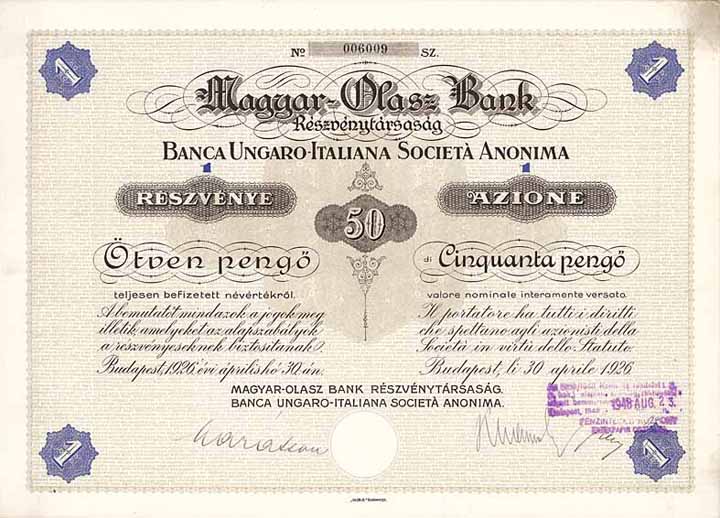 1
1
No 006009 SZ.
Magyar-Olasz Bank
Részvénytársaság
BANCA UNGARO-ITALIANA SOCIETÀ ANONIMA
1
1
RÉSZVÉNYE
50
AZIONE
Ötven pengő
di Cinquanta pengő
teljesen befizetett névértékről.
A bemutatót mindazok a jogok meg
illetik, amelyeket az alapszabályok
a részvényeseknek biztosítanak.
Budapest, 1926. évi április hó 30.án.
valore nominale interamente versato.
Il portatore ha tutti i diritti
che spettano agli azionisti della
Società in virtù dello Statuto.
Budapest, li 30 aprile 1926
MAGYAR-OLASZ BANK RÉSZVÉNYTÁRSASÁG.
BANCA UNGARO-ITALIANA SOCIETÀ ANONIMA.
1948 AUG. 23.
1
1